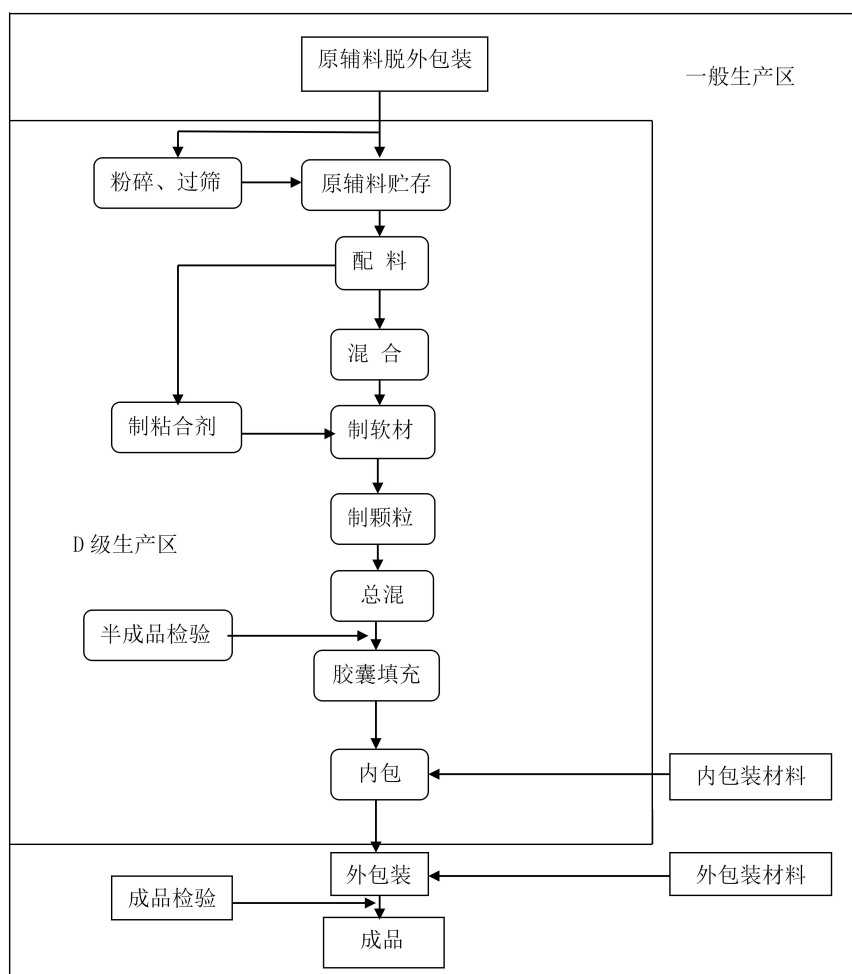 原辅料脱外包装
一般生产区
粉碎、过筛
原辅料贮存
配 料
混 合
制粘合剂
制软材
制颗粒
D 级生产区
总混
半成品检验
胶囊填充
内包
内包装材料
外包装
外包装材料
成品检验
成品